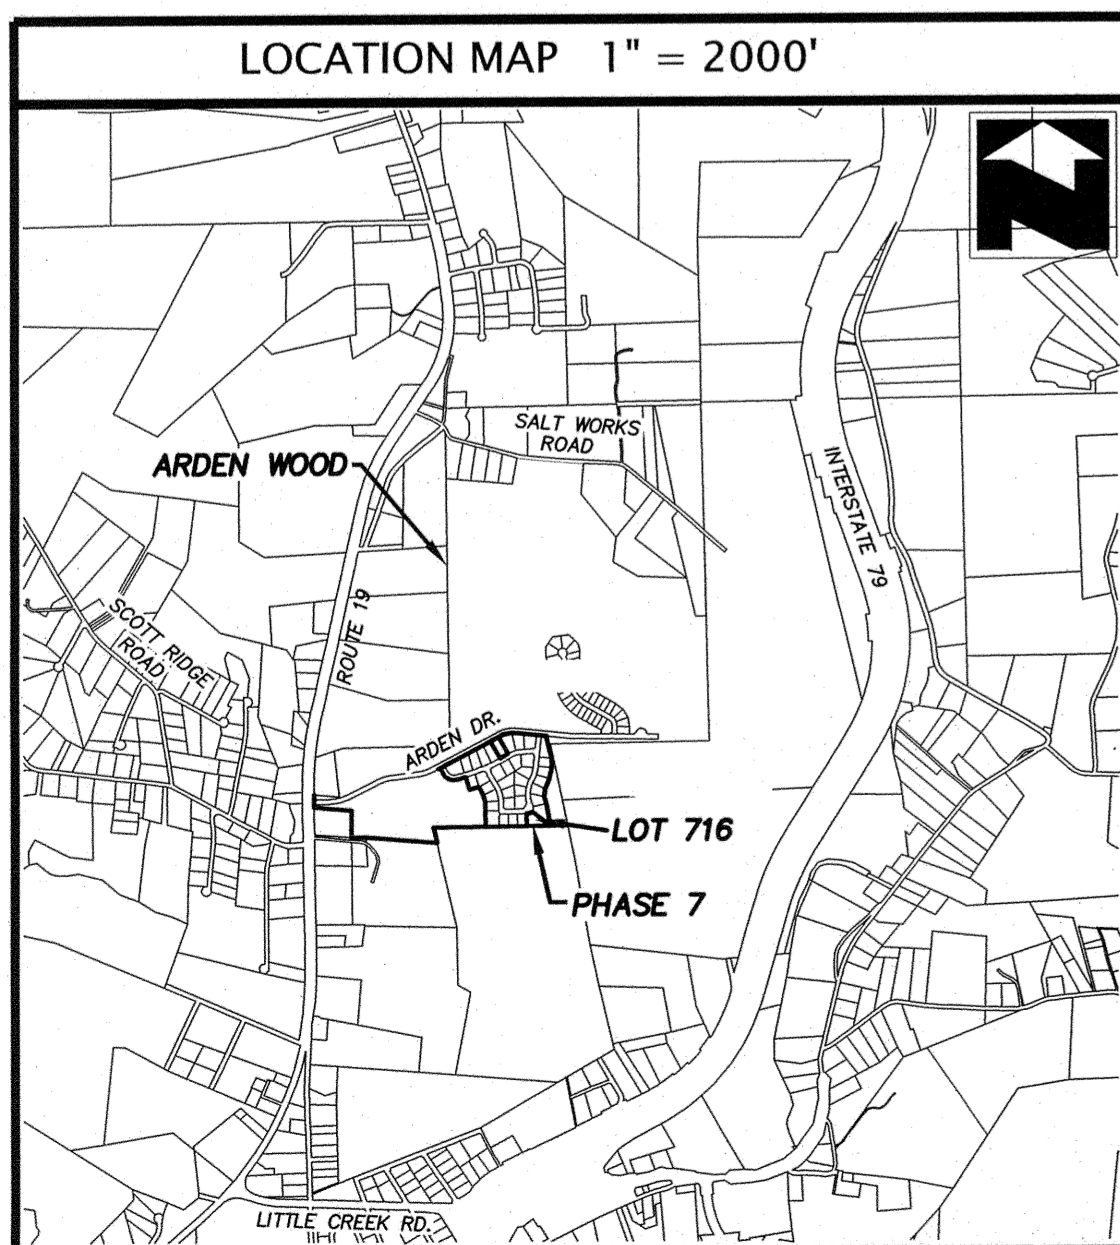 LOCATION MAP 1" = 2000'
N
SALT WORKS
ROAD
ARDEN WOOD
INTERSTATE 79
ROUTE 19
SCOTT RIDGE
ROAD
ARDEN DR.
LOT 716
PHASE 7
LITTLE CREEK RD.